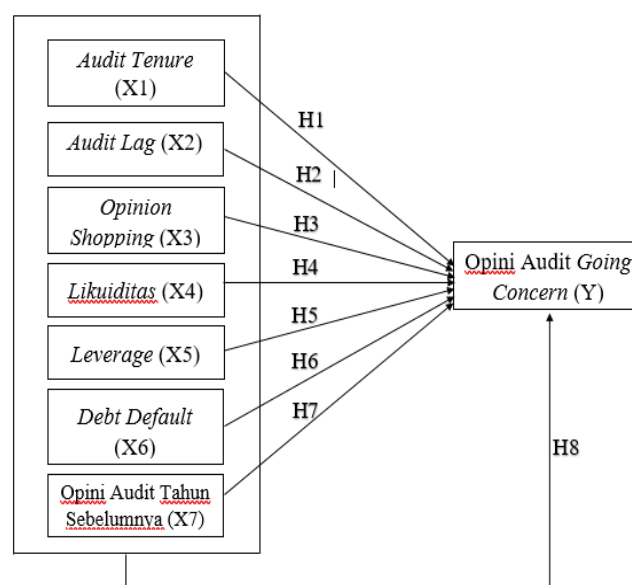 Audit Tenure
(X1)
H1
Audit Lag (X2)
H2
Opinion
Shopping (X3)
H3
Likuiditas (X4)
H4
Opini Audit Going
Concern (Y)
Leverage (X5)
H5
Debt Default
(X6)
H6
H7
H8
Opini Audit Tahun
Sebelumnya (X7)